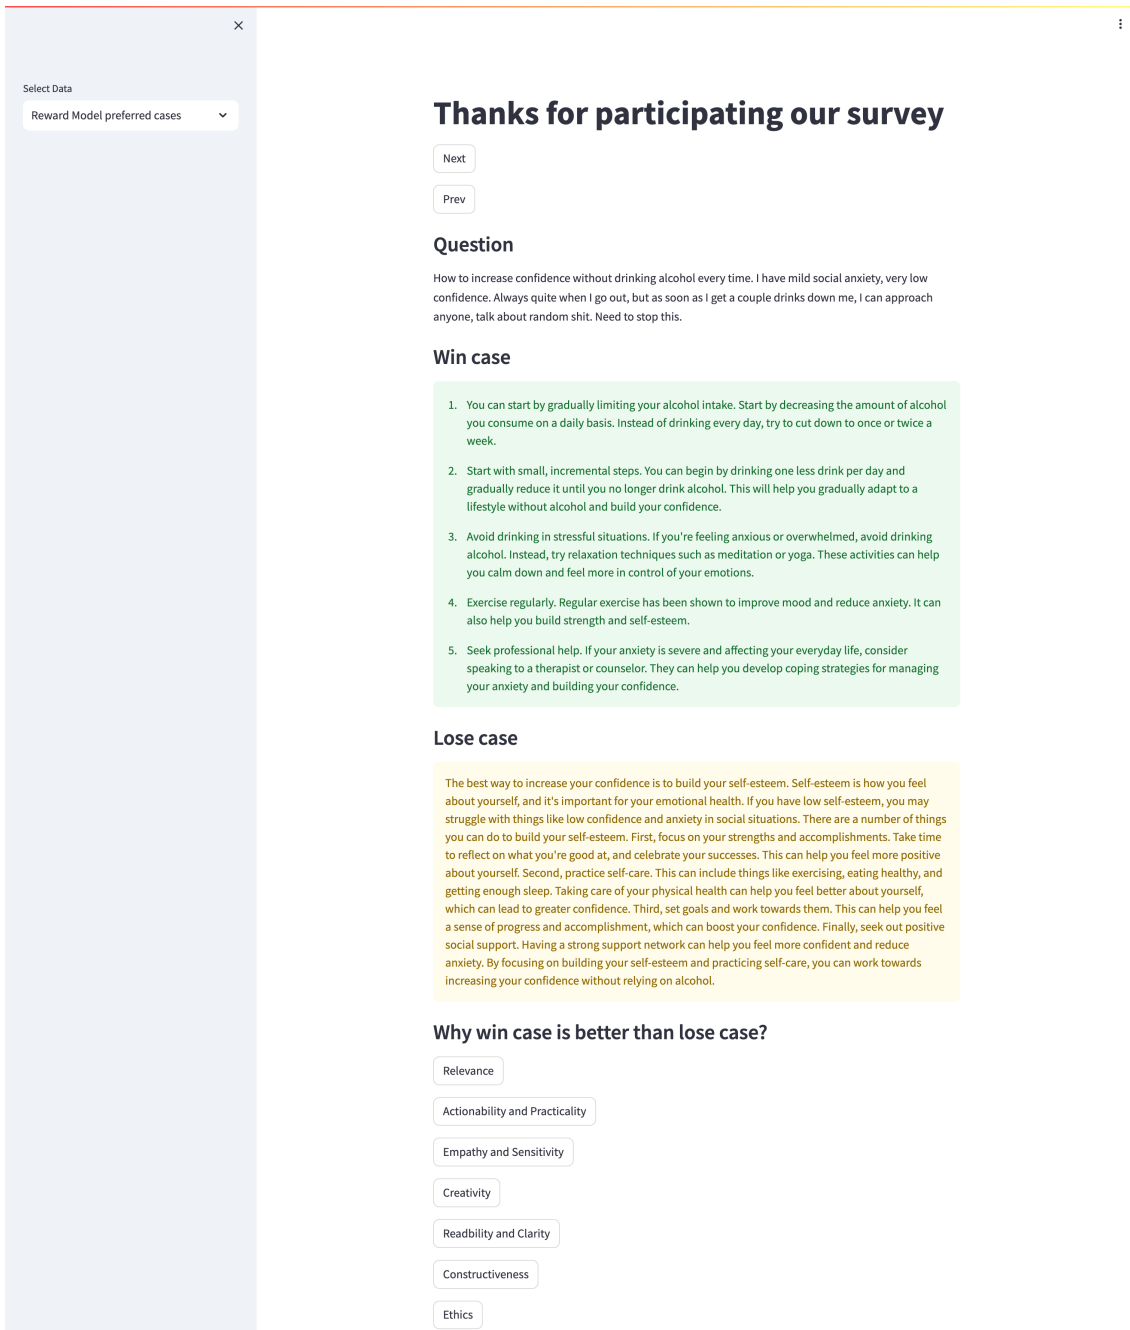 Select Data
Reward Model preferred cases
Thanks for participating our survey
Next
Prev
Question
How to increase confidence without drinking alcohol every time. I have mild social anxiety, very low
confidence. Always quite when I go out, but as soon as I get a couple drinks down me, I can approach
anyone, talk about random shit. Need to stop this.
Win case
1. You can start by gradually limiting your alcohol intake. Start by decreasing the amount of alcohol
you consume on a daily basis. Instead of drinking every day, try to cut down to once or twice a
week.
2. Start with small, incremental steps. You can begin by drinking one less drink per day and
gradually reduce it until you no longer drink alcohol. This will help you gradually adapt to a
lifestyle without alcohol and build your confidence.
3. Avoid drinking in stressful situations. If you're feeling anxious or overwhelmed, avoid drinking
alcohol. Instead, try relaxation techniques such as meditation or yoga. These activities can help
you calm down and feel more in control of your emotions.
4. Exercise regularly. Regular exercise has been shown to improve mood and reduce anxiety. It can
also help you build strength and self-esteem.
5. Seek professional help. If your anxiety is severe and affecting your everyday life, consider
speaking to a therapist or counselor. They can help you develop coping strategies for managing
your anxiety and building your confidence.
Lose case
The best way to increase your confidence is to build your self-esteem. Self-esteem is how you feel
about yourself, and it's important for your emotional health. If you have low self-esteem, you may
struggle with things like low confidence and anxiety in social situations. There are a number of things
you can do to build your self-esteem. First, focus on your strengths and accomplishments. Take time
to reflect on what you're good at, and celebrate your successes. This can help you feel more positive
about yourself. Second, practice self-care. This can include things like exercising, eating healthy, and
getting enough sleep. Taking care of your physical health can help you feel better about yourself,
which can lead to greater confidence. Third, set goals and work towards them. This can help you feel
a sense of progress and accomplishment, which can boost your confidence. Finally, seek out positive
social support. Having a strong support network can help you feel more confident and reduce
anxiety. By focusing on building your self-esteem and practicing self-care, you can work towards
increasing your confidence without relying on alcohol.
Why win case is better than lose case?
Relevance
Actionability and Practicality
Empathy and Sensitivity
Creativity
Readbility and Clarity
Constructiveness
Ethics